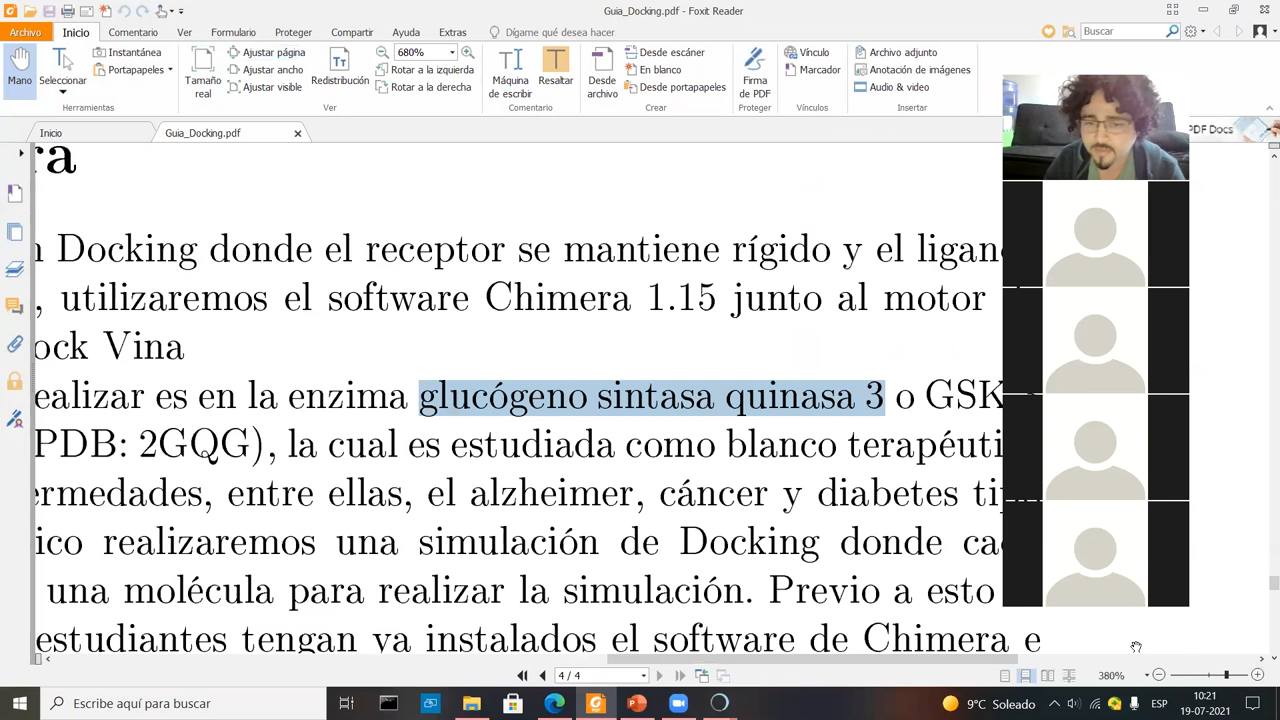 Guia_Docking.pdf - Foxit Reader
Archivo Inicio Comentario Ver Formulario Proteger Compartir Ayuda Extras Dígame qué desea hacer Buscar
Mano
Seleccionar
Instantánea
Portapapeles
Herramientas
Tamaño real
Ajustar página
Ajustar ancho
Ajustar visible
Redistribución
680%
Rotar a la izquierda
Rotar a la derecha
Ver
Máquina de escribir
Resaltar
Comentario
Desde archivo
Desde escáner
En blanco
Desde portapapeles
Crear
Firma de PDF
Proteger
Vínculo
Marcador
Vínculos
Archivo adjunto
Anotación de imágenes
Audio & video
Insertar
Inicio Guia_Docking.pdf
PDF Docs
ra
n Docking donde el receptor se mantiene rígido y el ligan
, utilizaremos el software Chimera 1.15 junto al motor
ock Vina
ealizar es en la enzima glucógeno sintasa quinasa 3 o GSK
PDB: 2GQG), la cual es estudiada como blanco terapéuti
ermedades, entre ellas, el alzheimer, cáncer y diabetes ti
ico realizaremos una simulación de Docking donde ca
una molécula para realizar la simulación. Previo a esto
estudiantes tengan ya instalados el software de Chimera e
4 / 4
380%
Escribe aquí para buscar
9°C Soleado
ESP
10:21
19-07-2021